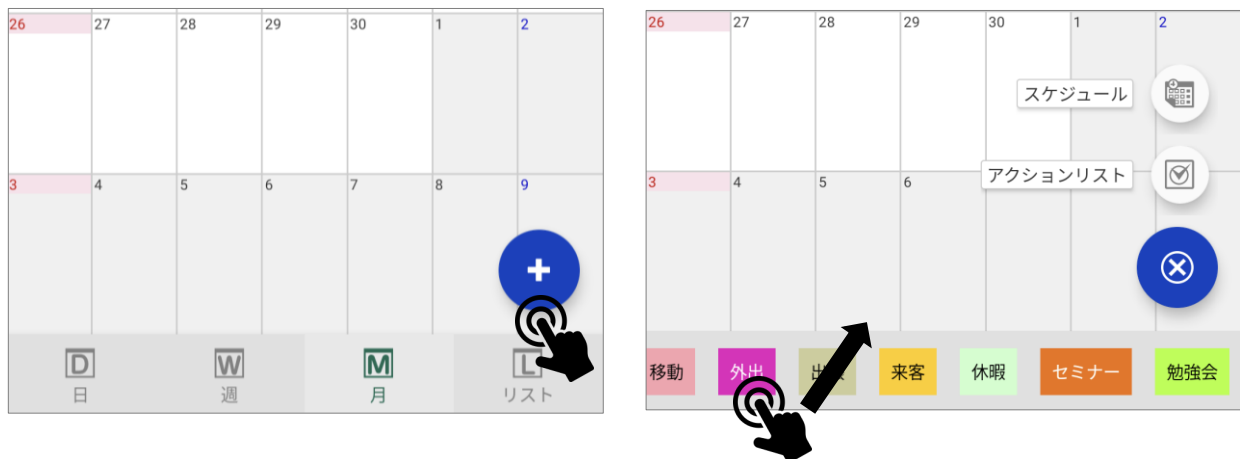 26 27 28 29 30 1 2
3 4 5 6 7 8 9
D W M L
日 週 月 リスト
26 27 28 29 30 1 2
スケジュール
3 4 5 6
アクションリスト
移動 外出 来客 休暇 セミナー 勉強会